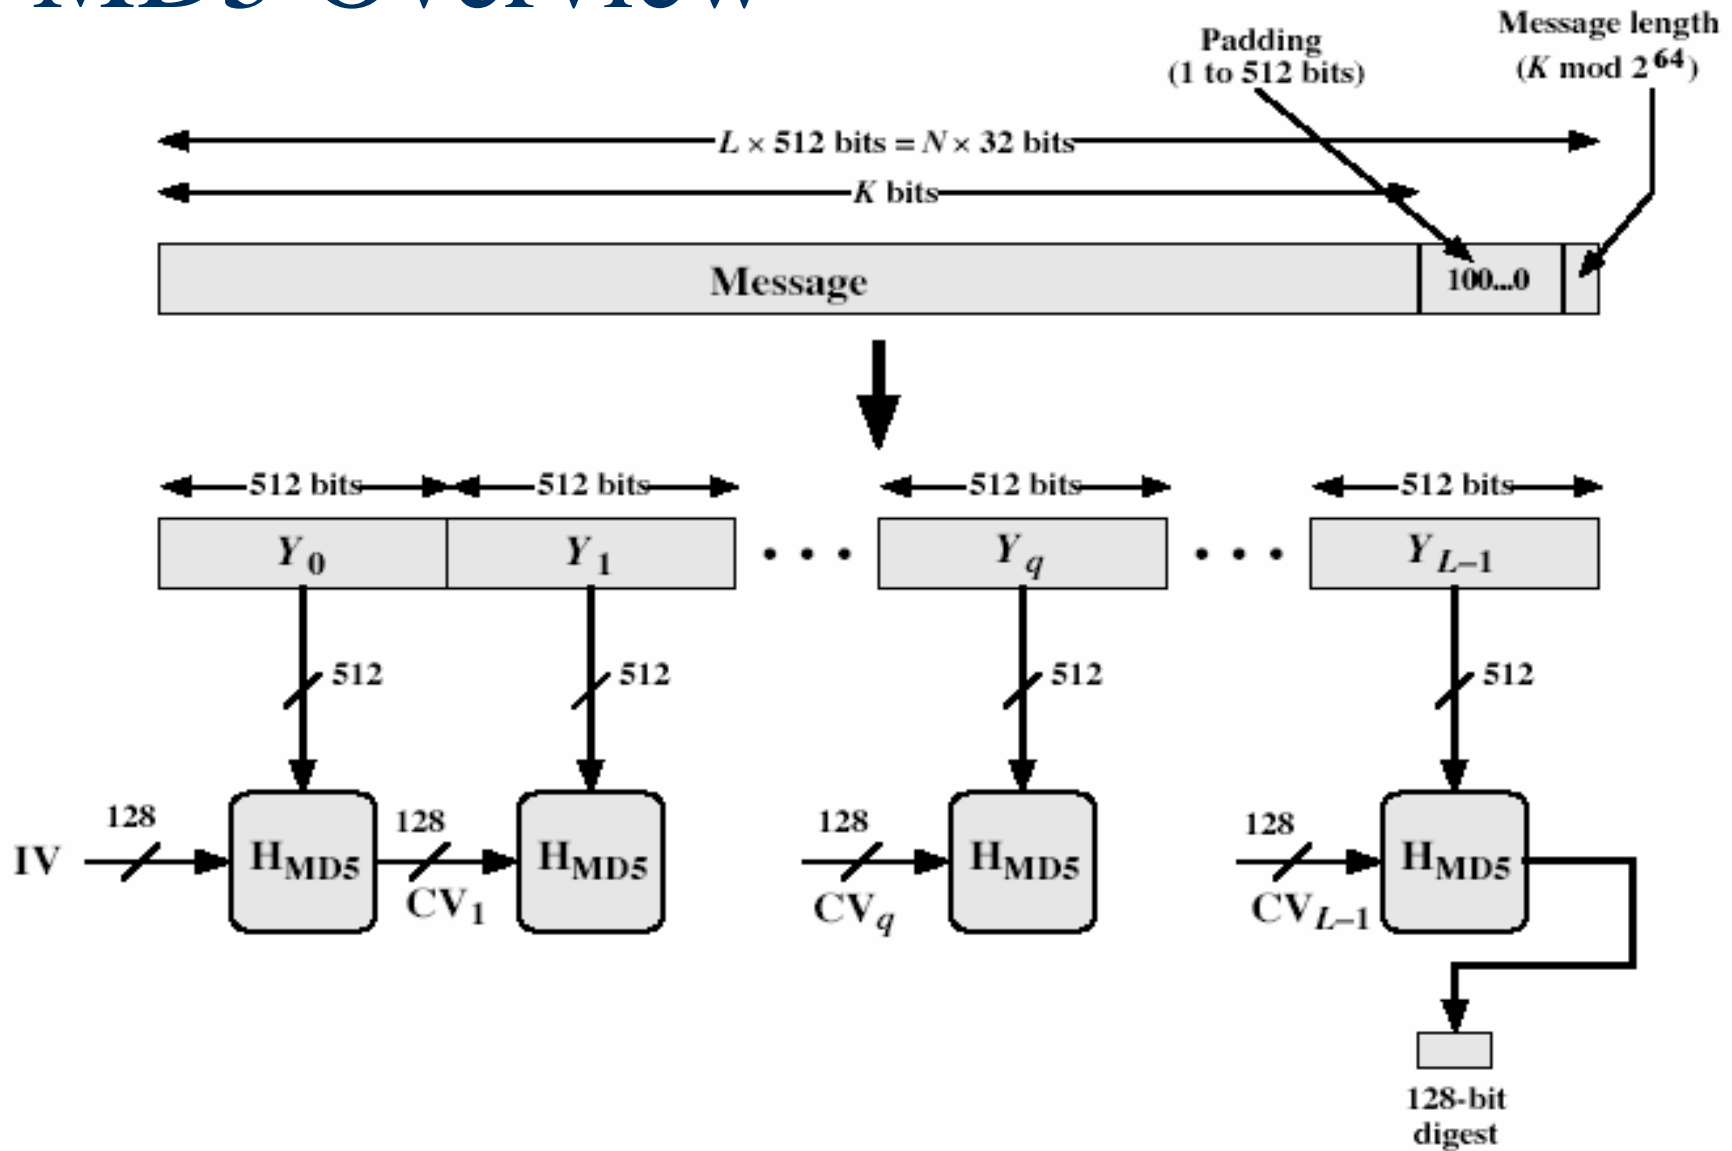 MD5 Overview
Padding
(1 to 512 bits)
Message length
(K mod 2^64)
L × 512 bits = N × 32 bits
K bits
Message
100...0
512 bits
512 bits
512 bits
512 bits
Y0
Y1
• • •
Yq
• • •
YL–1
512
512
512
512
128
128
128
128
IV
HMD5
HMD5
HMD5
HMD5
CV1
CVq
CVL–1
128-bit
digest